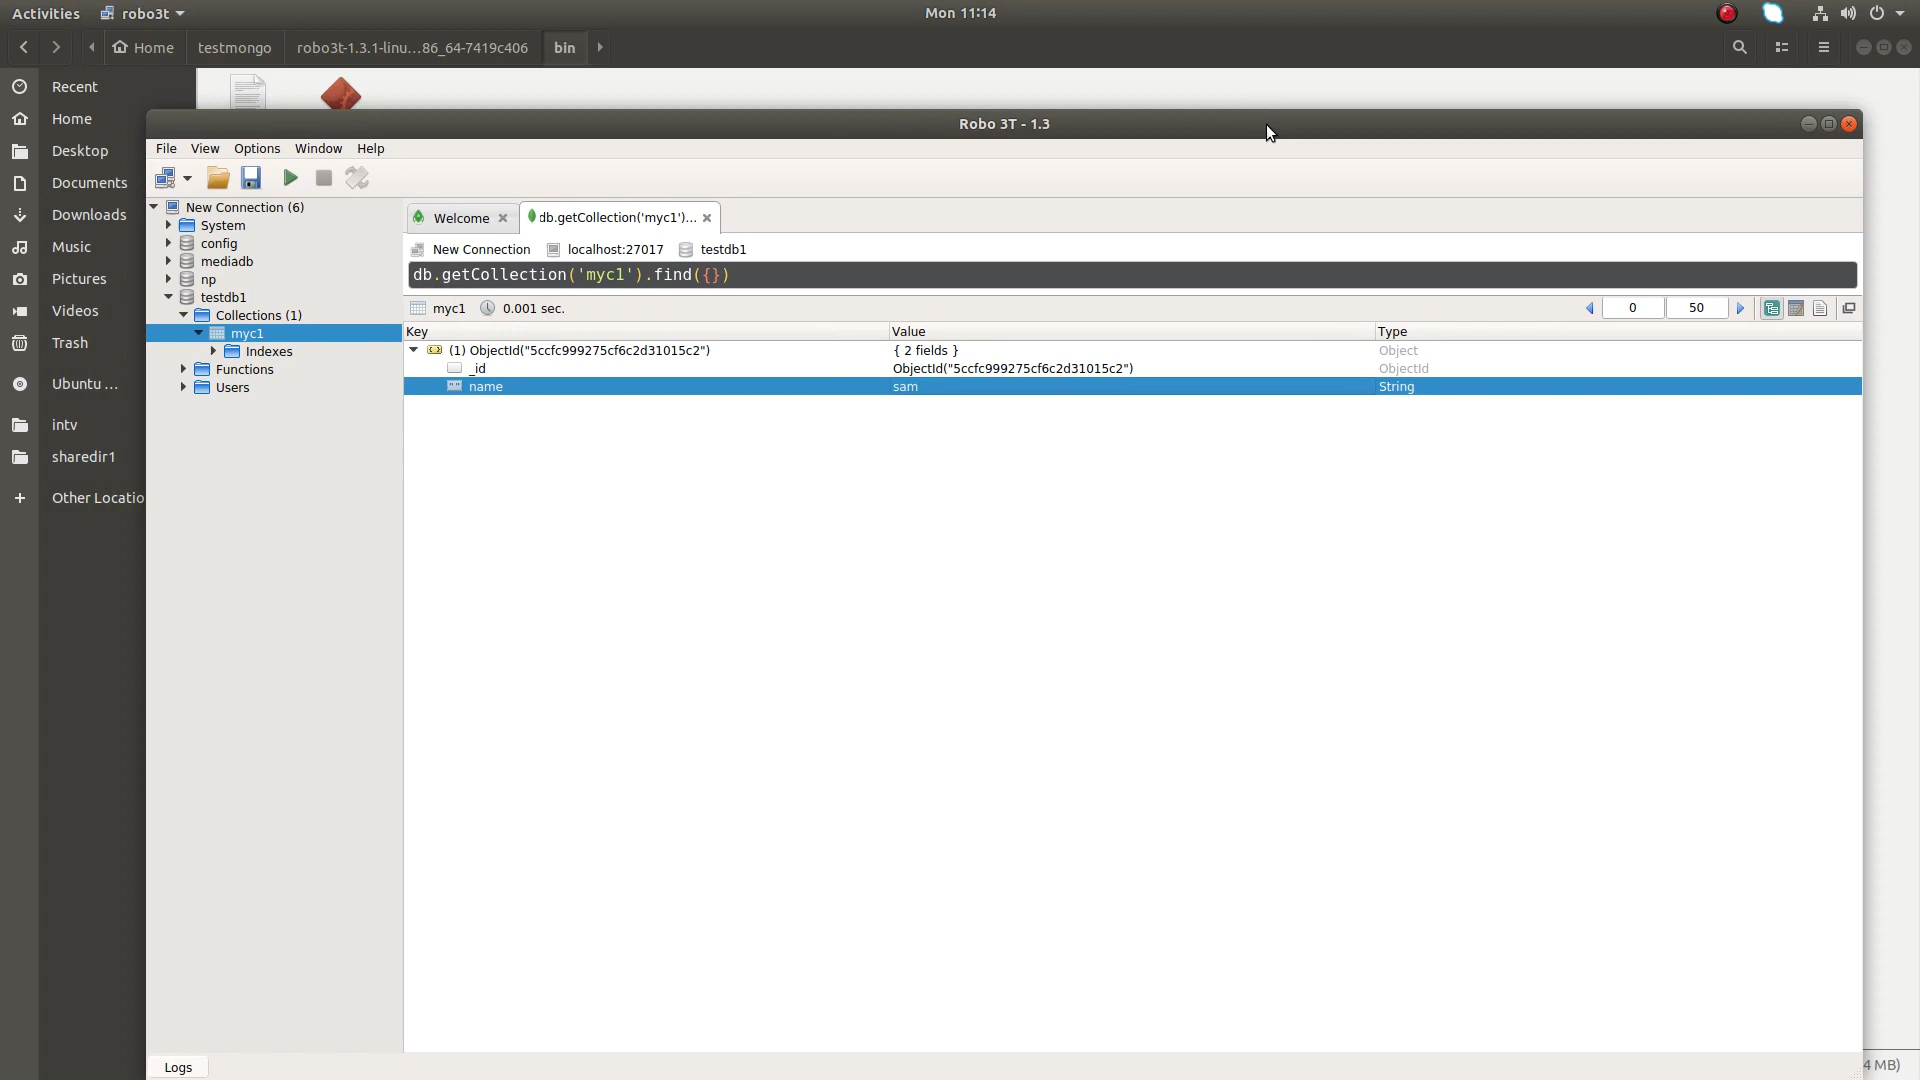 Activities robo3t Mon 11:14
Home testmongo robo3t-1.3.1-linu...86_64-7419c406 bin
Recent
Home
Desktop
Documents
Downloads
Music
Pictures
Videos
Trash
Ubuntu ...
intv
sharedir1
+ Other Locatio
Robo 3T - 1.3
File View Options Window Help
New Connection (6)
System
config
mediadb
np
testdb1
Collections (1)
myc1
Indexes
Functions
Users
Welcome db.getCollection('myc1')...
New Connection localhost:27017 testdb1
db.getCollection('myc1').find({})
myc1 0.001 sec. 0 50
Key Value Type
(1) ObjectId("5ccfc999275cf6c2d31015c2") { 2 fields } Object
_id ObjectId("5ccfc999275cf6c2d31015c2") ObjectId
name sam String
Logs
4 MB)